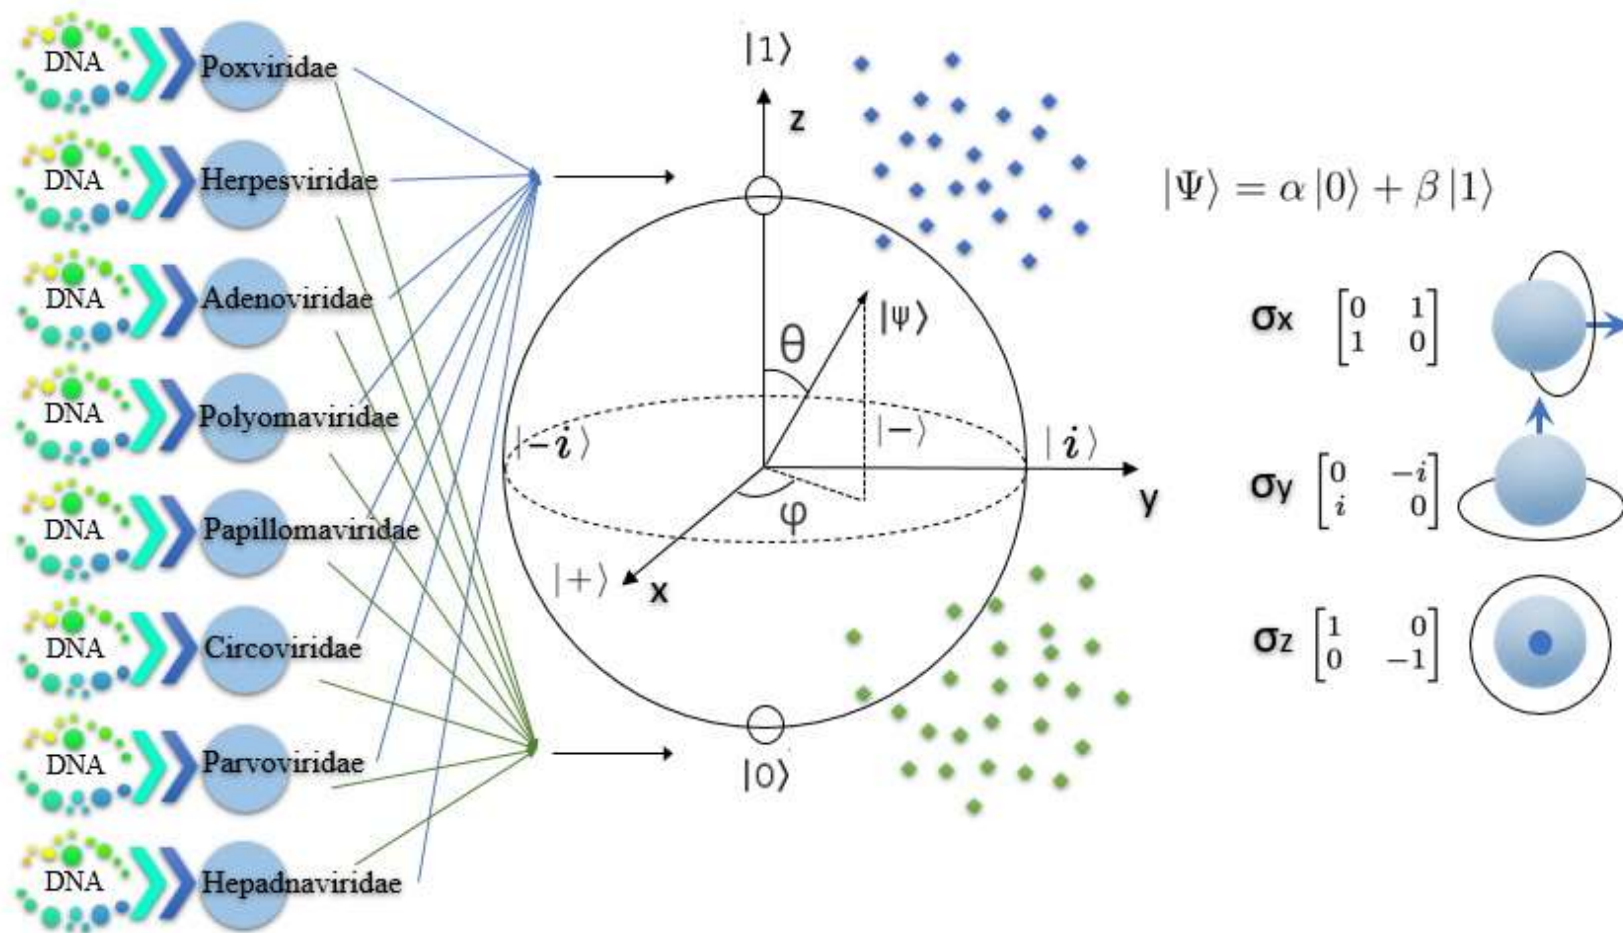 DNA
Poxviridae
DNA
Herpesviridae
DNA
Adenoviridae
DNA
Polyomaviridae
DNA
Papillomaviridae
DNA
Circoviridae
DNA
Parvoviridae
DNA
Hepadnaviridae
|1⟩
z
θ
|ψ⟩
|−i⟩
|−⟩
|i⟩
y
φ
|+⟩
x
|0⟩
|Ψ⟩ = α|0⟩ + β|1⟩
σx
0 1
1 0
σy
0 −i
i 0
σz
1 0
0 −1